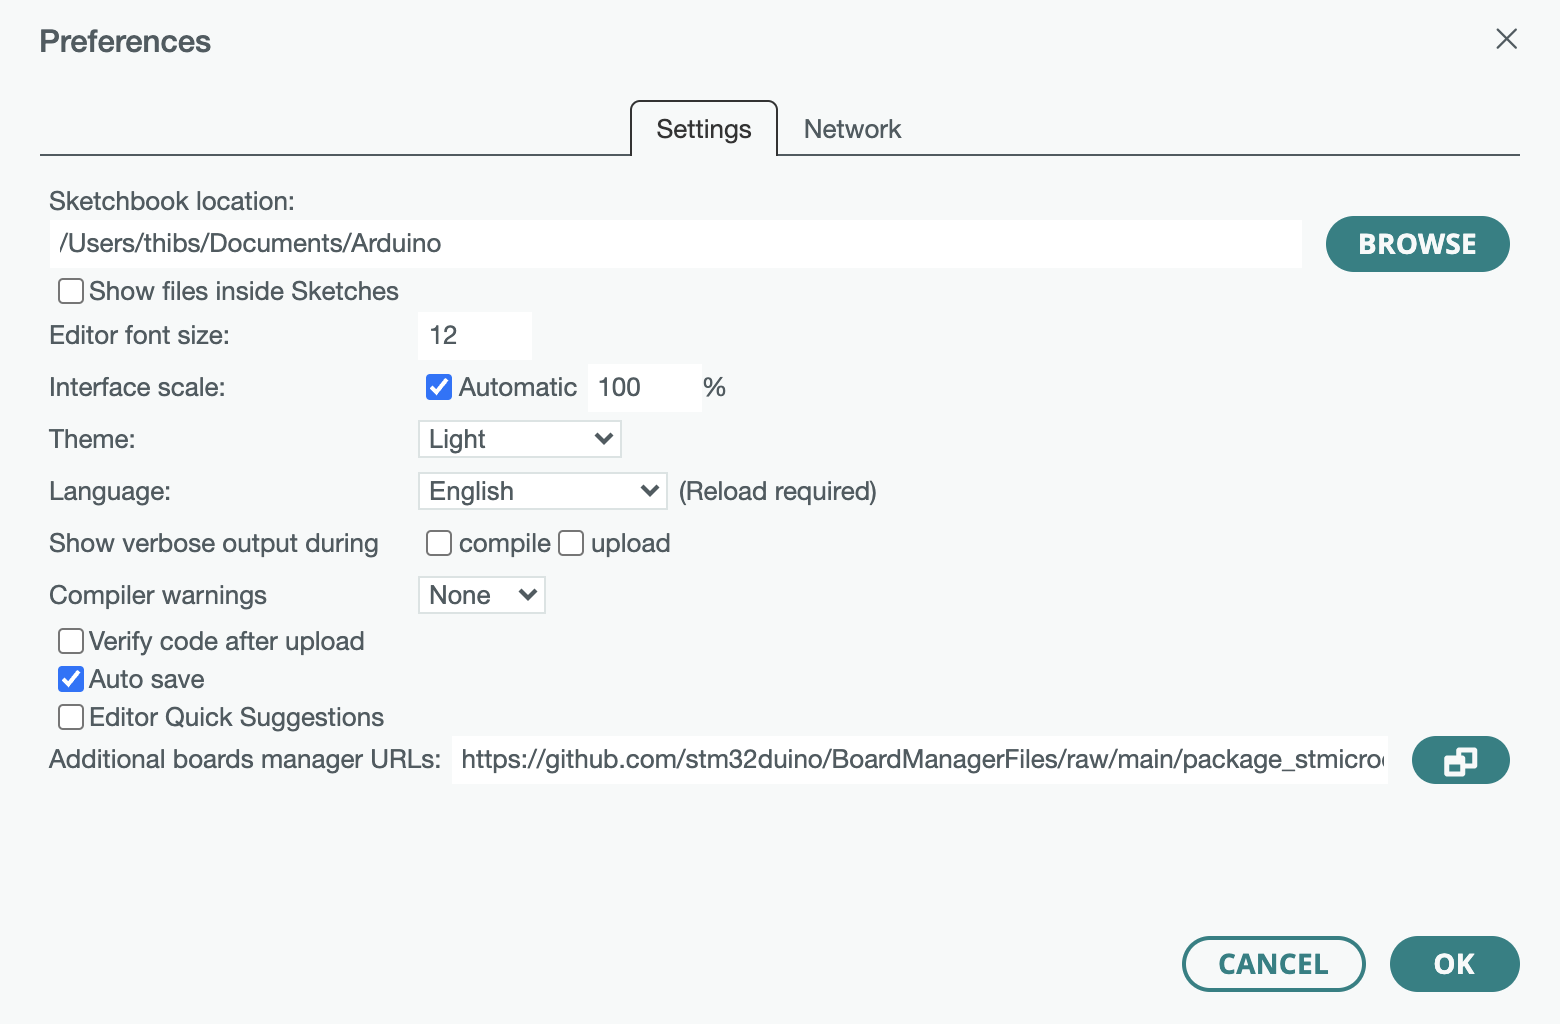 Preferences
Settings Network
Sketchbook location:
/Users/thibs/Documents/Arduino
BROWSE
Show files inside Sketches
Editor font size: 12
Interface scale: Automatic 100 %
Theme: Light
Language: English (Reload required)
Show verbose output during compile upload
Compiler warnings None
Verify code after upload
Auto save
Editor Quick Suggestions
Additional boards manager URLs: https://github.com/stm32duino/BoardManagerFiles/raw/main/package_stmicro
CANCEL OK